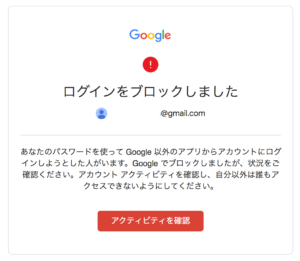 Google
ログインをブロックしました
@gmail.com
あなたのパスワードを使って Google 以外のアプリからアカウントにログ
インしようとした人がいます。Google でブロックしましたが、状況をご
確認ください。アカウント アクティビティを確認し、自分以外は誰もア
クセスできないようにしてください。
アクティビティを確認